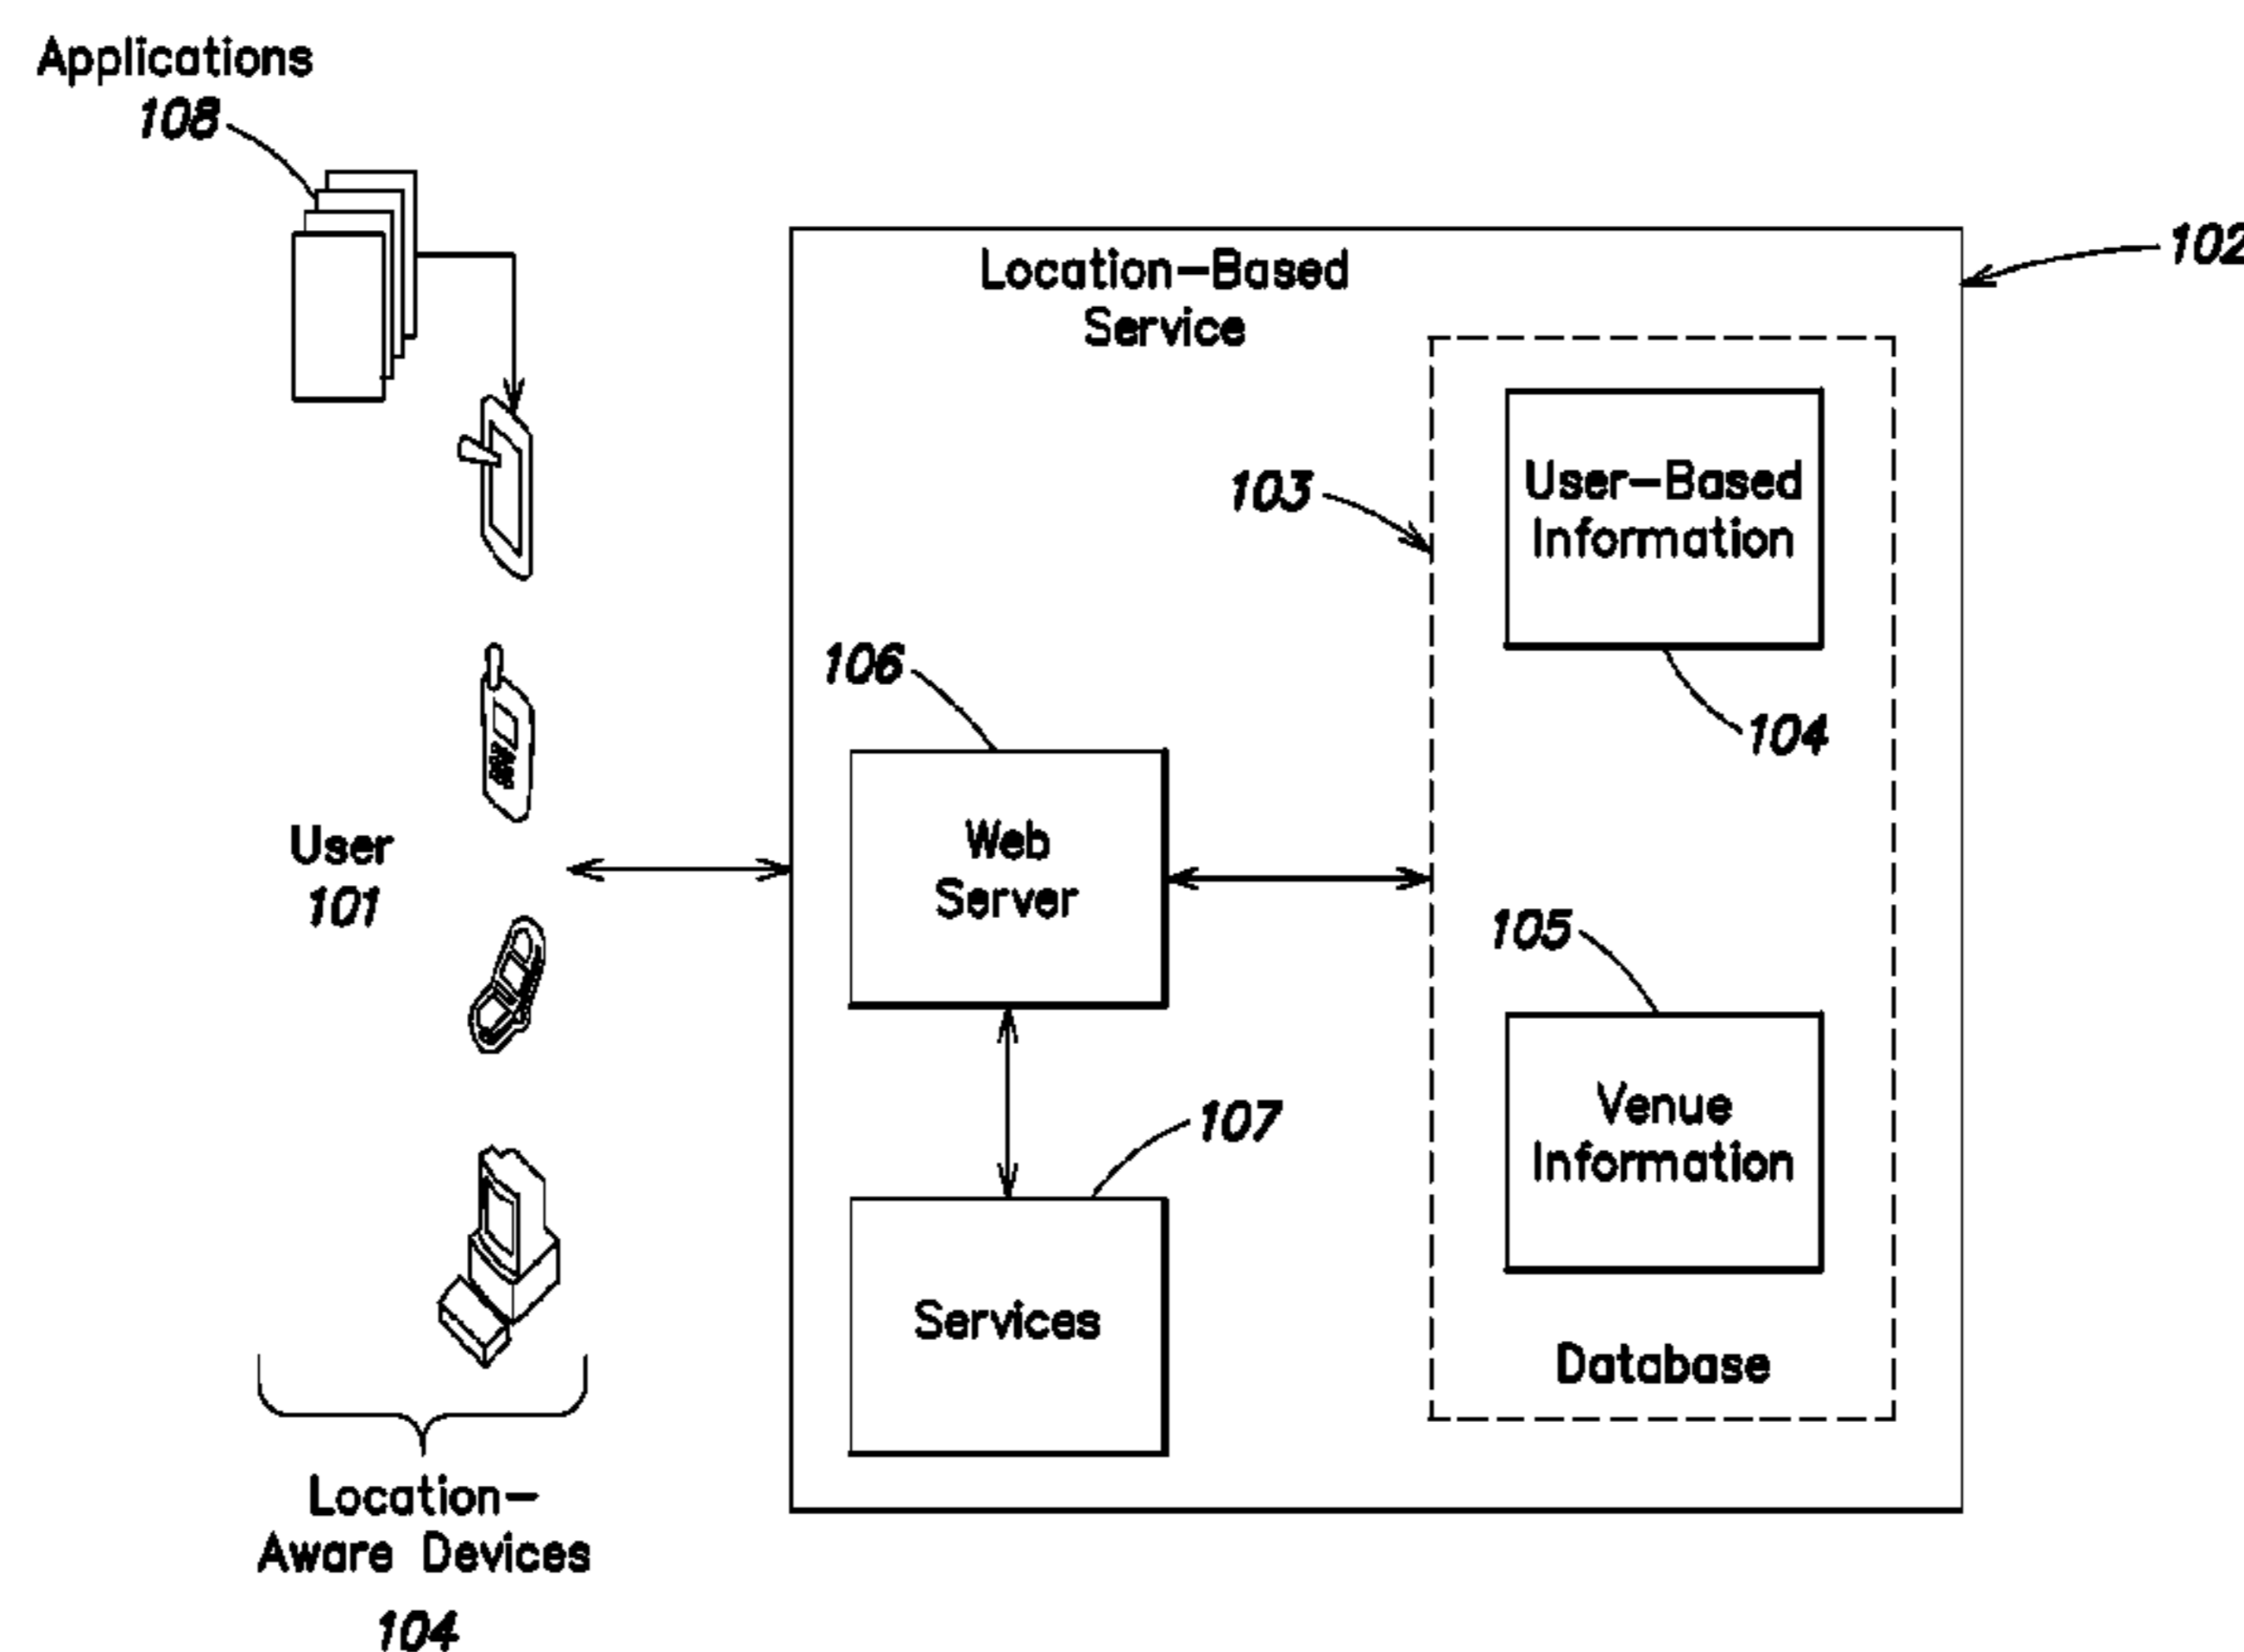 Applications
108
Location-Based
Service
102
103
User-Based
Information
104
106
Web
Server
User
101
105
Venue
Information
107
Services
Database
Location-
Aware Devices
104